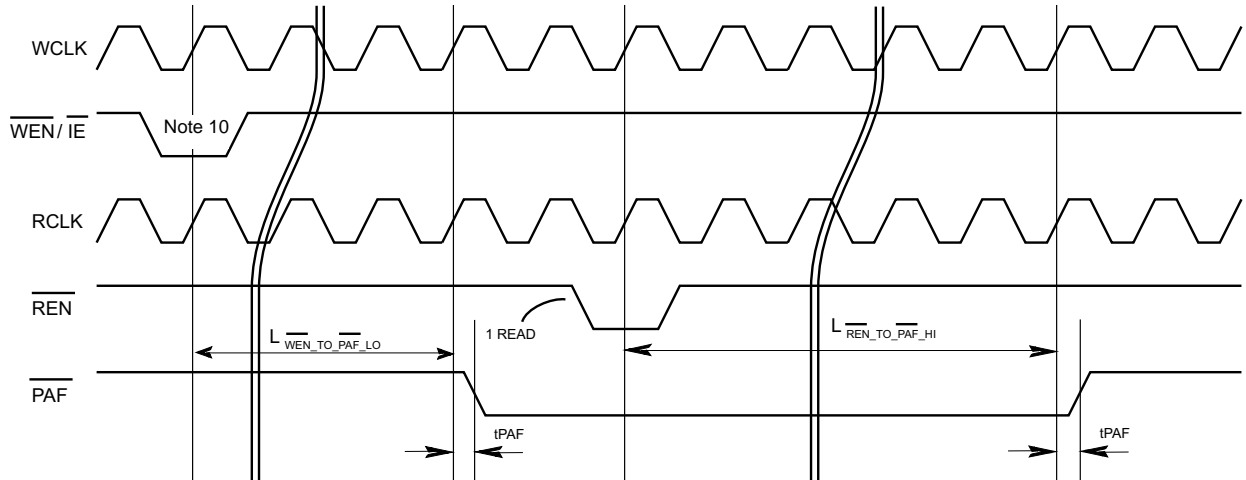 WCLK
WEN / IE
Note 10
RCLK
REN
1 READ
L WEN_TO_PAF_LO
L REN_TO_PAF_HI
PAF
tPAF
tPAF